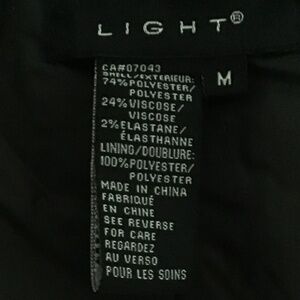 LIGHT®
M
CA#07043
SHELL/EXTERIEUR:
74%POLYESTER/
POLYESTER
24%VISCOSE/
VISCOSE
2%ELASTANE/
ÉLASTHANNE
LINING/DOUBLURE:
100%POLYESTER/
POLYESTER
MADE IN CHINA
FABRIQUÉ
EN CHINE
SEE REVERSE
FOR CARE
REGARDEZ
AU VERSO
POUR LES SOINS